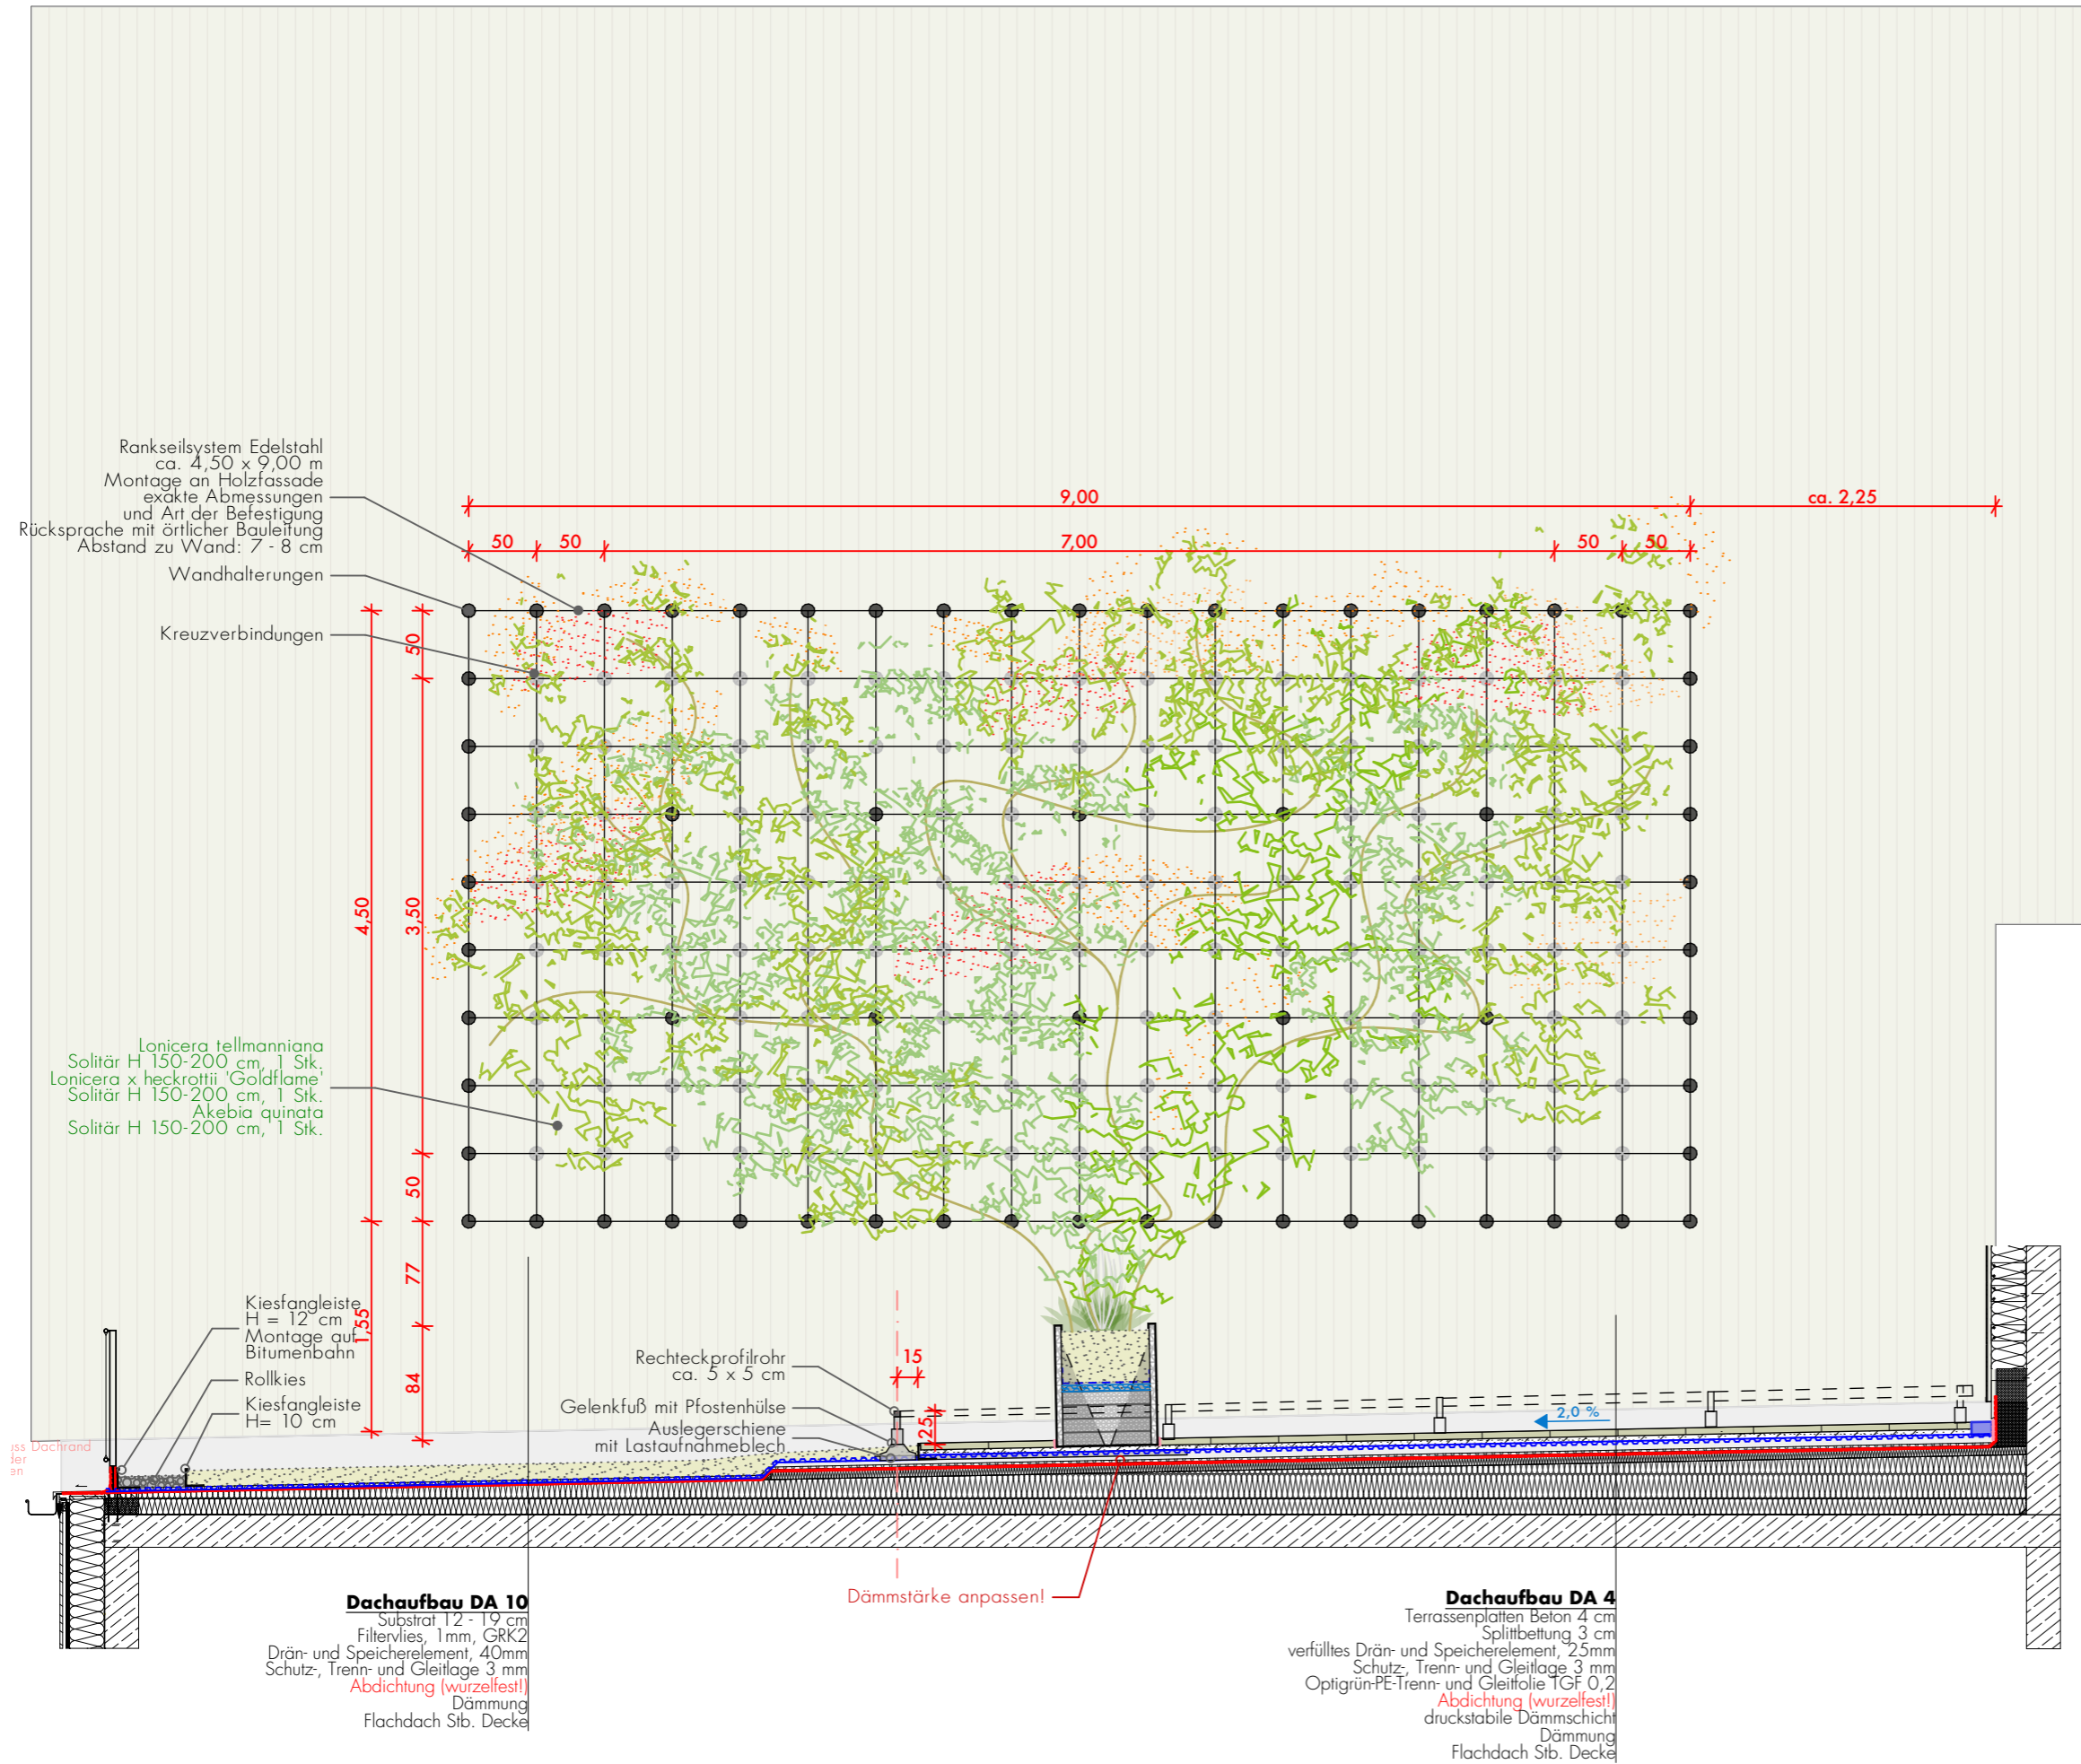 Rankseilsystem Edelstahl
ca. 4,50 x 9,00 m
Montage an Holzfassade
exakte Abmessungen
und Art der Befestigung
Rücksprache mit örtlicher Bauleitung
Abstand zu Wand: 7 - 8 cm
Wandhalterungen
Kreuzverbindungen
9,00
ca. 2,25
50
50
7,00
50
50
50
4,50
3,50
50
77
1,55
84
Lonicera tellmanniana
Solitär H 150-200 cm, 1 Stk.
Lonicera x heckrottii 'Goldflame'
Solitär H 150-200 cm, 1 Stk.
Akebia quinata
Solitär H 150-200 cm, 1 Stk.
Kiesfangleiste
H = 12 cm
Montage auf
Bitumenbahn
Rollkies
Kiesfangleiste
H= 10 cm
uss Dachrand
der
en
Rechteckprofilrohr
ca. 5 x 5 cm
Gelenkfuß mit Pfostenhülse
Auslegerschiene
mit Lastaufnahmeblech
15
25
2,0 %
Dämmstärke anpassen!
Dachaufbau DA 10
Substrat 12 - 19 cm
Filtervlies, 1mm, GRK2
Drän- und Speicherelement, 40mm
Schutz-, Trenn- und Gleitlage 3 mm
Abdichtung (wurzelfest!)
Dämmung
Flachdach Stb. Decke
Dachaufbau DA 4
Terrassenplatten Beton 4 cm
Splittbettung 3 cm
verfülltes Drän- und Speicherelement, 25mm
Schutz-, Trenn- und Gleitlage 3 mm
Optigrün-PE-Trenn- und Gleitfolie TGF 0,2
Abdichtung (wurzelfest!)
druckstabile Dämmschicht
Dämmung
Flachdach Stb. Decke